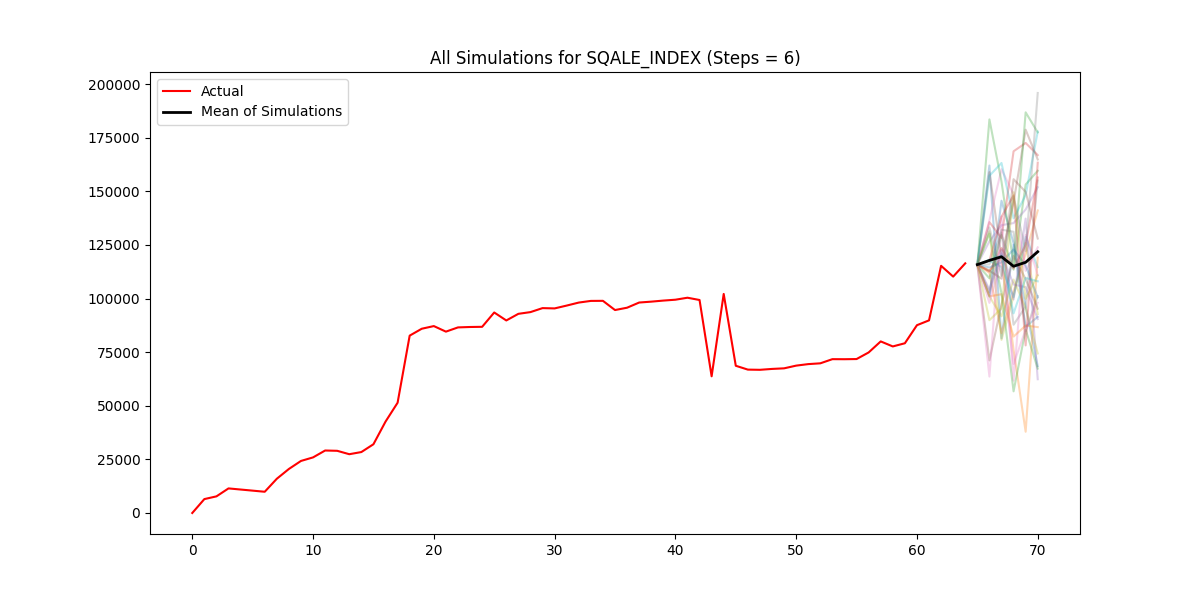 All Simulations for SQALE_INDEX (Steps = 6)
Actual
Mean of Simulations
200000
175000
150000
125000
100000
75000
50000
25000
0
0 10 20 30 40 50 60 70